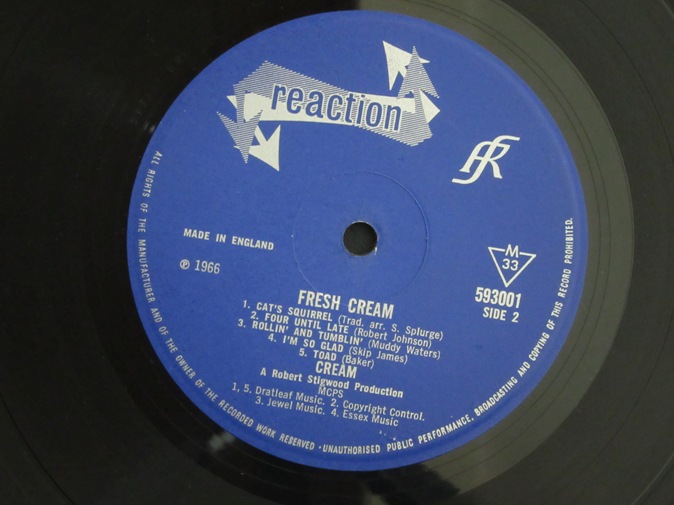 reaction
MADE IN ENGLAND
℗ 1966
M
33
593001
SIDE 2
FRESH CREAM
1. CAT'S SQUIRREL (Trad. arr. S. Splurge)
2. FOUR UNTIL LATE (Robert Johnson)
3. ROLLIN' AND TUMBLIN' (Muddy Waters)
4. I'M SO GLAD (Skip James)
5. TOAD (Baker)
CREAM
A Robert Stigwood Production
MCPS
1, 5. Dratleaf Music. 2. Copyright Control.
3. Jewel Music. 4. Essex Music
ALL RIGHTS OF THE MANUFACTURER AND OF THE OWNER OF THE RECORDED WORK RESERVED · UNAUTHORISED PUBLIC PERFORMANCE, BROADCASTING AND COPYING OF THIS RECORD PROHIBITED.